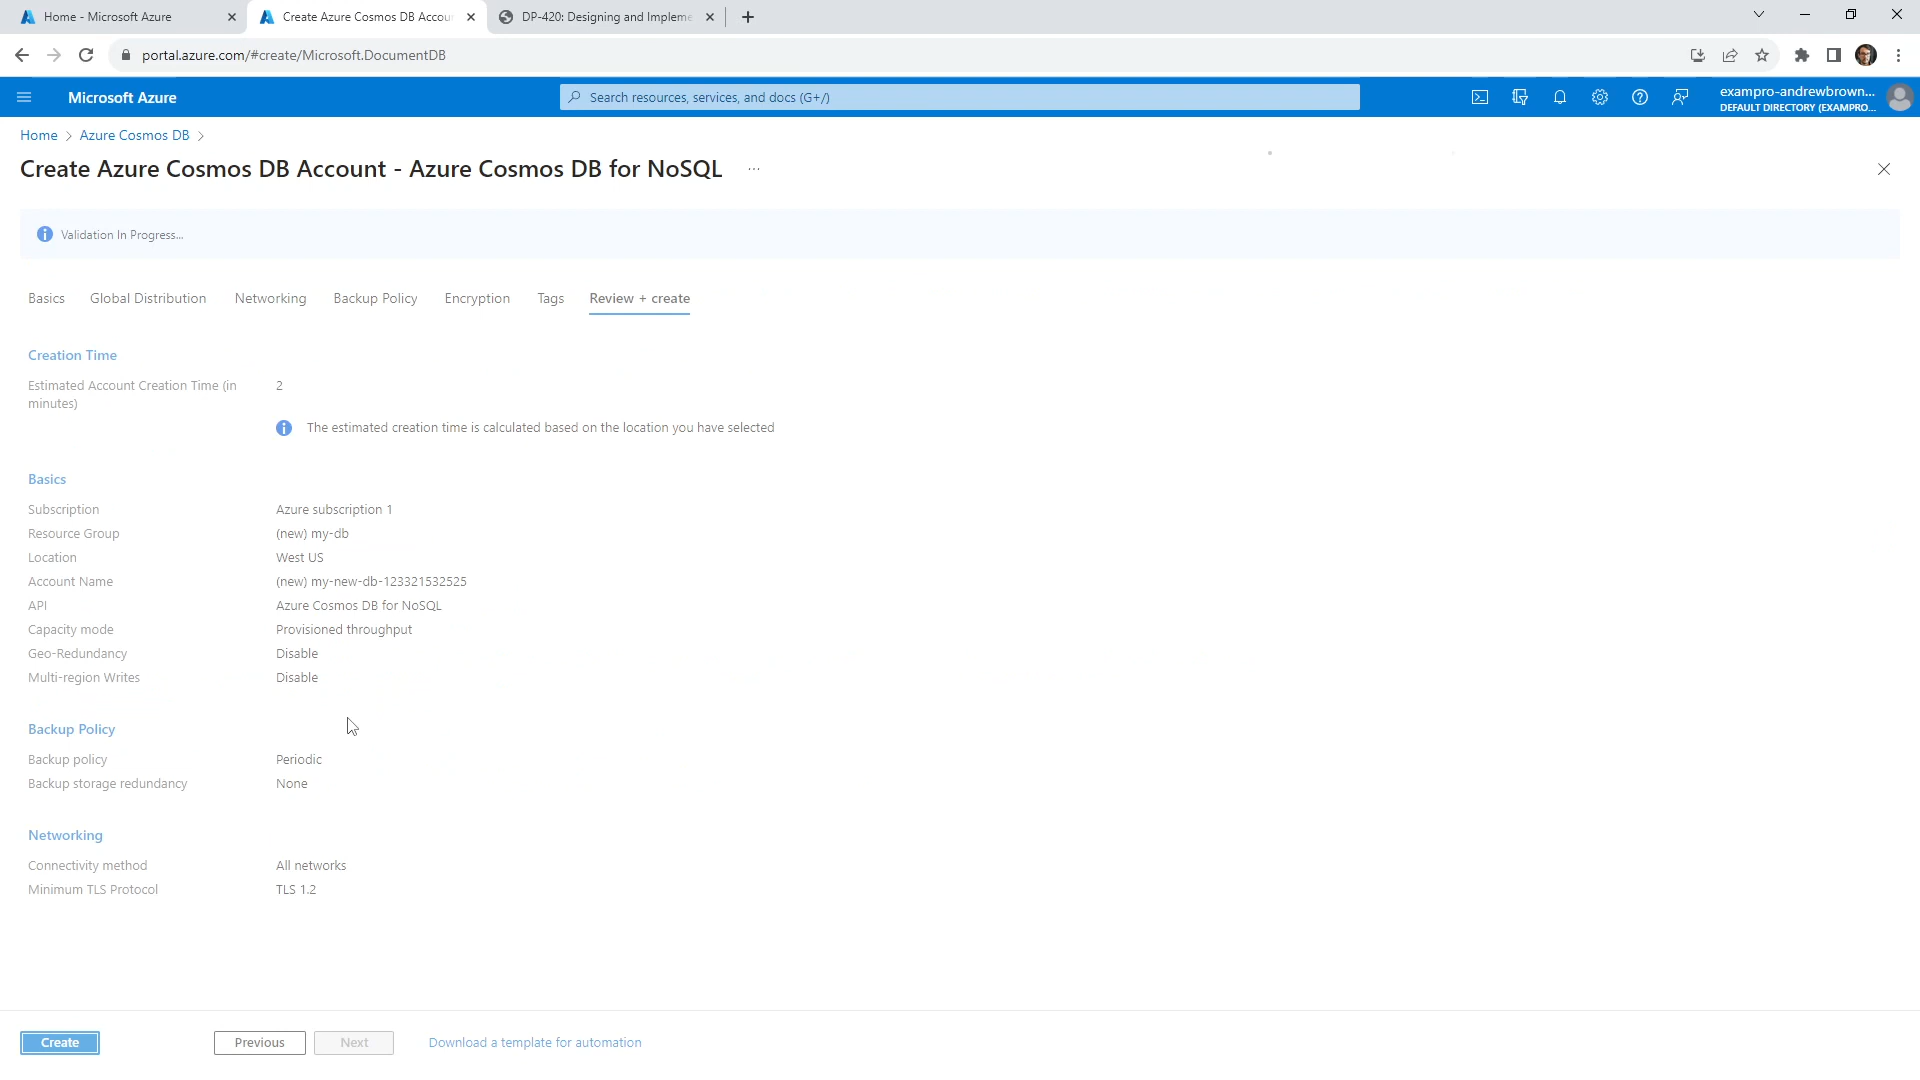 Home - Microsoft Azure
Create Azure Cosmos DB Accou
DP-420: Designing and Impleme
portal.azure.com/#create/Microsoft.DocumentDB
Microsoft Azure
Search resources, services, and docs (G+/)
exampro-andrewbrown...
DEFAULT DIRECTORY (EXAMPRO...
Home > Azure Cosmos DB >
Create Azure Cosmos DB Account - Azure Cosmos DB for NoSQL ...
Validation In Progress...
Basics Global Distribution Networking Backup Policy Encryption Tags Review + create
Creation Time
Estimated Account Creation Time (in minutes) 2
The estimated creation time is calculated based on the location you have selected
Basics
Subscription Azure subscription 1
Resource Group (new) my-db
Location West US
Account Name (new) my-new-db-123321532525
API Azure Cosmos DB for NoSQL
Capacity mode Provisioned throughput
Geo-Redundancy Disable
Multi-region Writes Disable
Backup Policy
Backup policy Periodic
Backup storage redundancy None
Networking
Connectivity method All networks
Minimum TLS Protocol TLS 1.2
Create Previous Next Download a template for automation